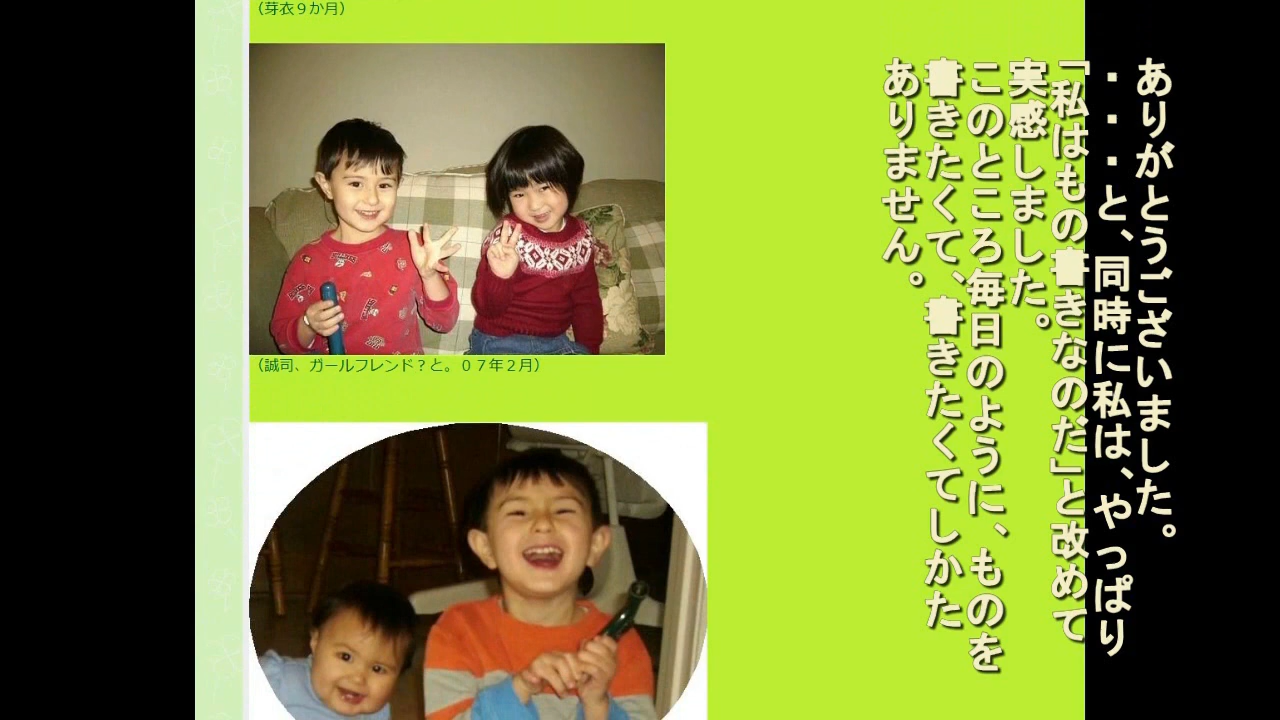 （芽衣９か月）
（誠司、ガールフレンド？と。０７年２月）
ありがとうございました。
・・・と、同時に私は、やっぱり
「私はもの書きなのだ」と改めて
実感しました。
このところ毎日のように、ものを
書きたくて、書きたくてしかた
ありません。